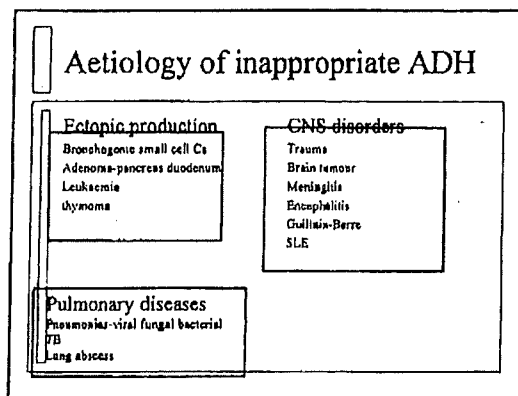 Aetiology of inappropriate ADH
Ectopic production
Bronchogenic small cell Ca
Adenoma-pancreas duodenum
Leukaemia
thymoma
CNS disorders
Trauma
Brain tumour
Meningitis
Encephalitis
Guillain-Barre
SLE
Pulmonary diseases
Pneumonias-viral fungal bacterial
TB
Lung abscess